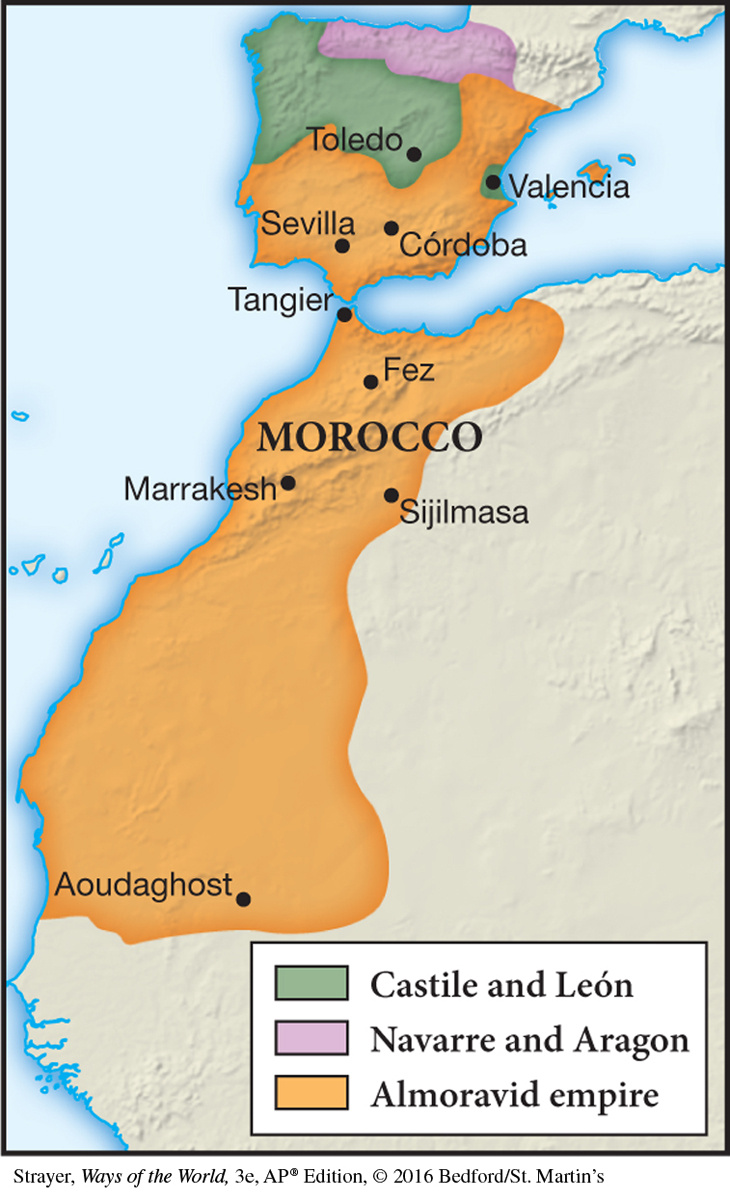 Toledo
Valencia
Sevilla
Córdoba
Tangier
Fez
MOROCCO
Marrakesh
Sijilmasa
Aoudaghost
Castile and León
Navarre and Aragon
Almoravid empire
Strayer, Ways of the World, 3e, AP® Edition, © 2016 Bedford/St. Martin’s